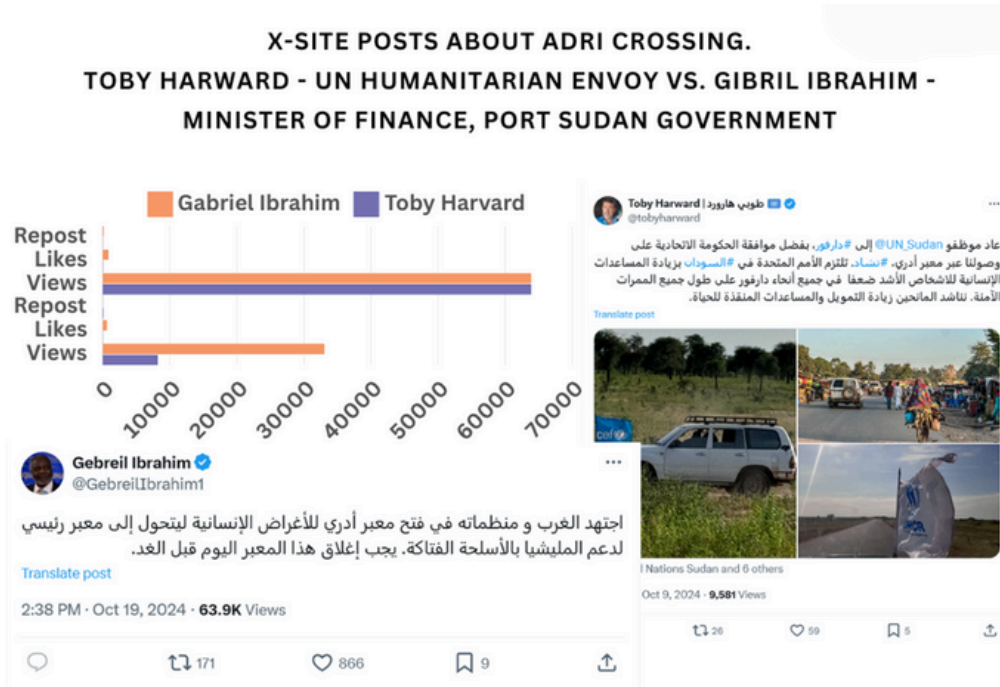 X-SITE POSTS ABOUT ADRI CROSSING.
TOBY HARWARD - UN HUMANITARIAN ENVOY VS. GIBRIL IBRAHIM -
MINISTER OF FINANCE, PORT SUDAN GOVERNMENT
Gabriel Ibrahim
Toby Harvard
Repost
Likes
Views
Repost
Likes
Views
0
10000
20000
30000
40000
50000
60000
70000
Toby Harward | طوبي هارورد
@tobyharward
عاد موظفو @UN_Sudan إلى #دارفور، بفضل موافقة الحكومة الاتحادية على
وصولنا عبر معبر أدري، #تشاد. تلتزم الأمم المتحدة في #السودان بزيادة المساعدات
الإنسانية للاشخاص الأشد ضعفا في جميع أنحاء دارفور على طول جميع الممرات
الآمنة. نناشد المانحين زيادة التمويل والمساعدات المنقذة للحياة.
Translate post
Nations Sudan and 6 others
Oct 9, 2024 · 9,581 Views
26
59
5
Gebreil Ibrahim
@GebreilIbrahim1
اجتهد الغرب و منظماته في فتح معبر أدري للأغراض الإنسانية ليتحول إلى معبر رئيسي
لدعم المليشيا بالأسلحة الفتاكة. يجب إغلاق هذا المعبر اليوم قبل الغد.
Translate post
2:38 PM · Oct 19, 2024 · 63.9K Views
171
866
9